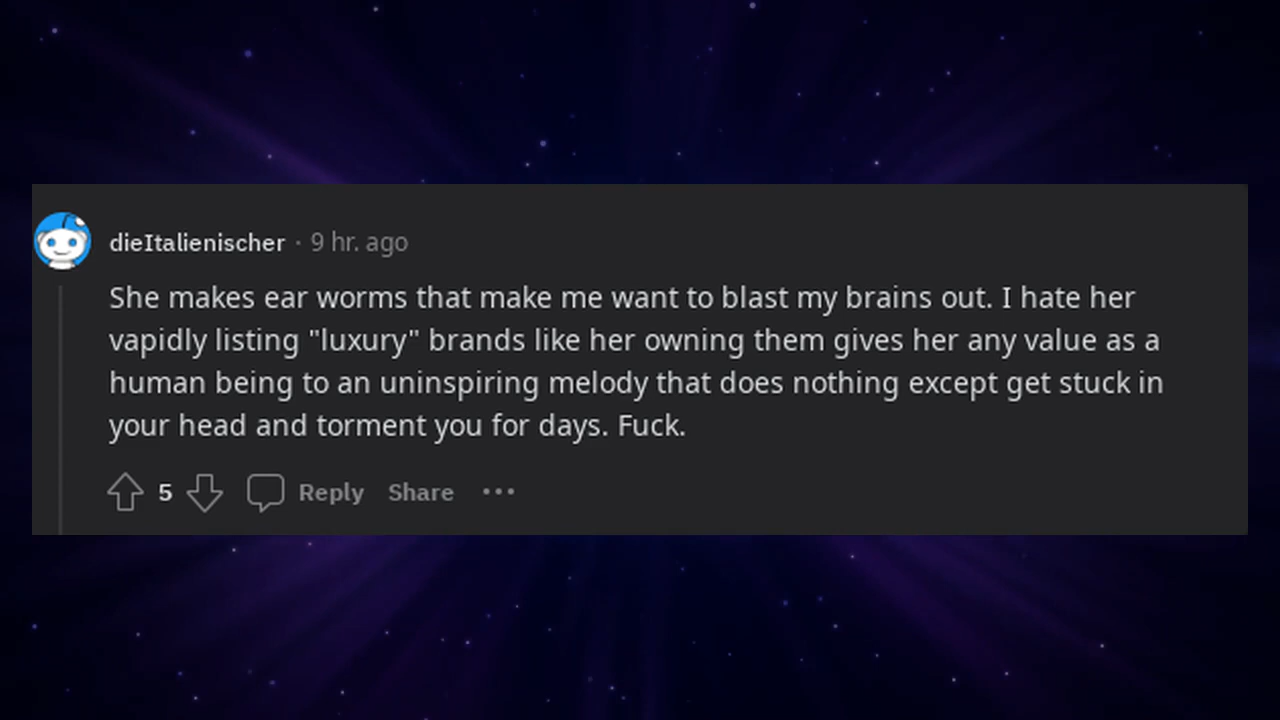 dieItalienischer · 9 hr. ago
She makes ear worms that make me want to blast my brains out. I hate her
vapidly listing "luxury" brands like her owning them gives her any value as a
human being to an uninspiring melody that does nothing except get stuck in
your head and torment you for days. Fuck.
5 Reply Share •••